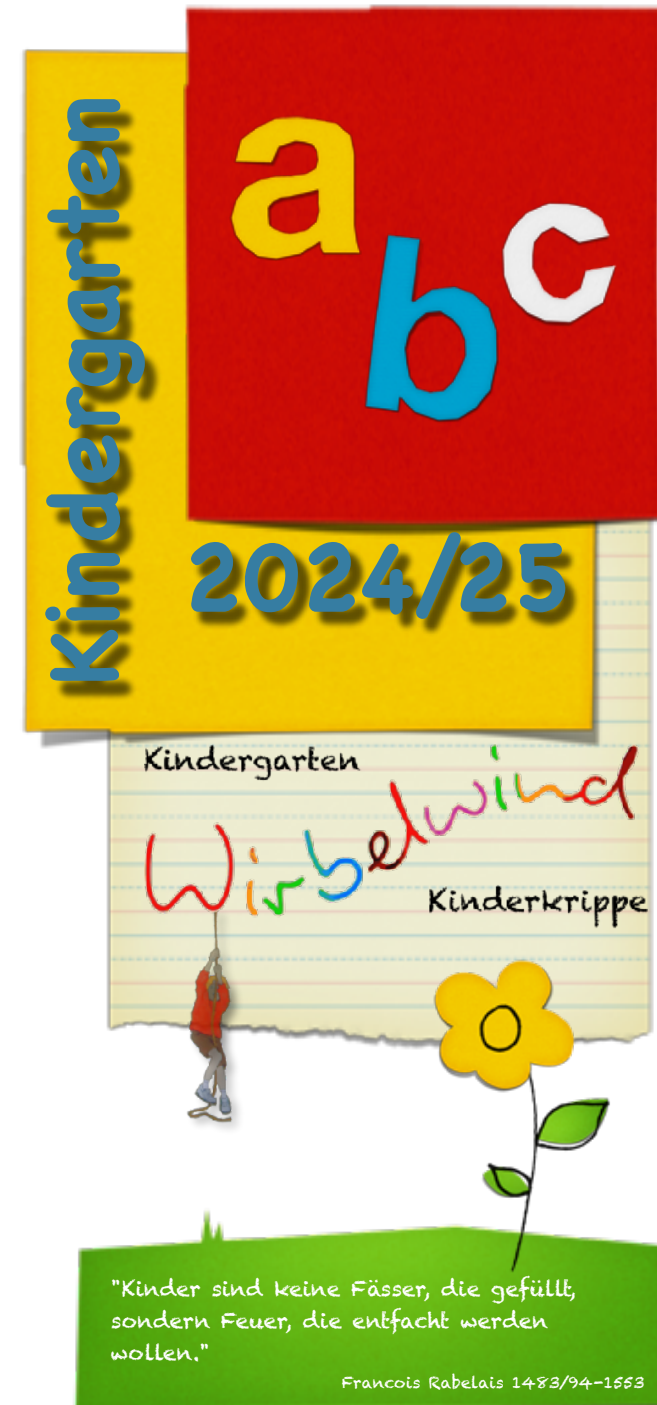 Kindergarten
a
b
c
2024/25
Kindergarten
Wirbelwind
Kinderkrippe
"Kinder sind keine Fässer, die gefüllt,
sondern Feuer, die entfacht werden
wollen."
Francois Rabelais 1483/94-1553